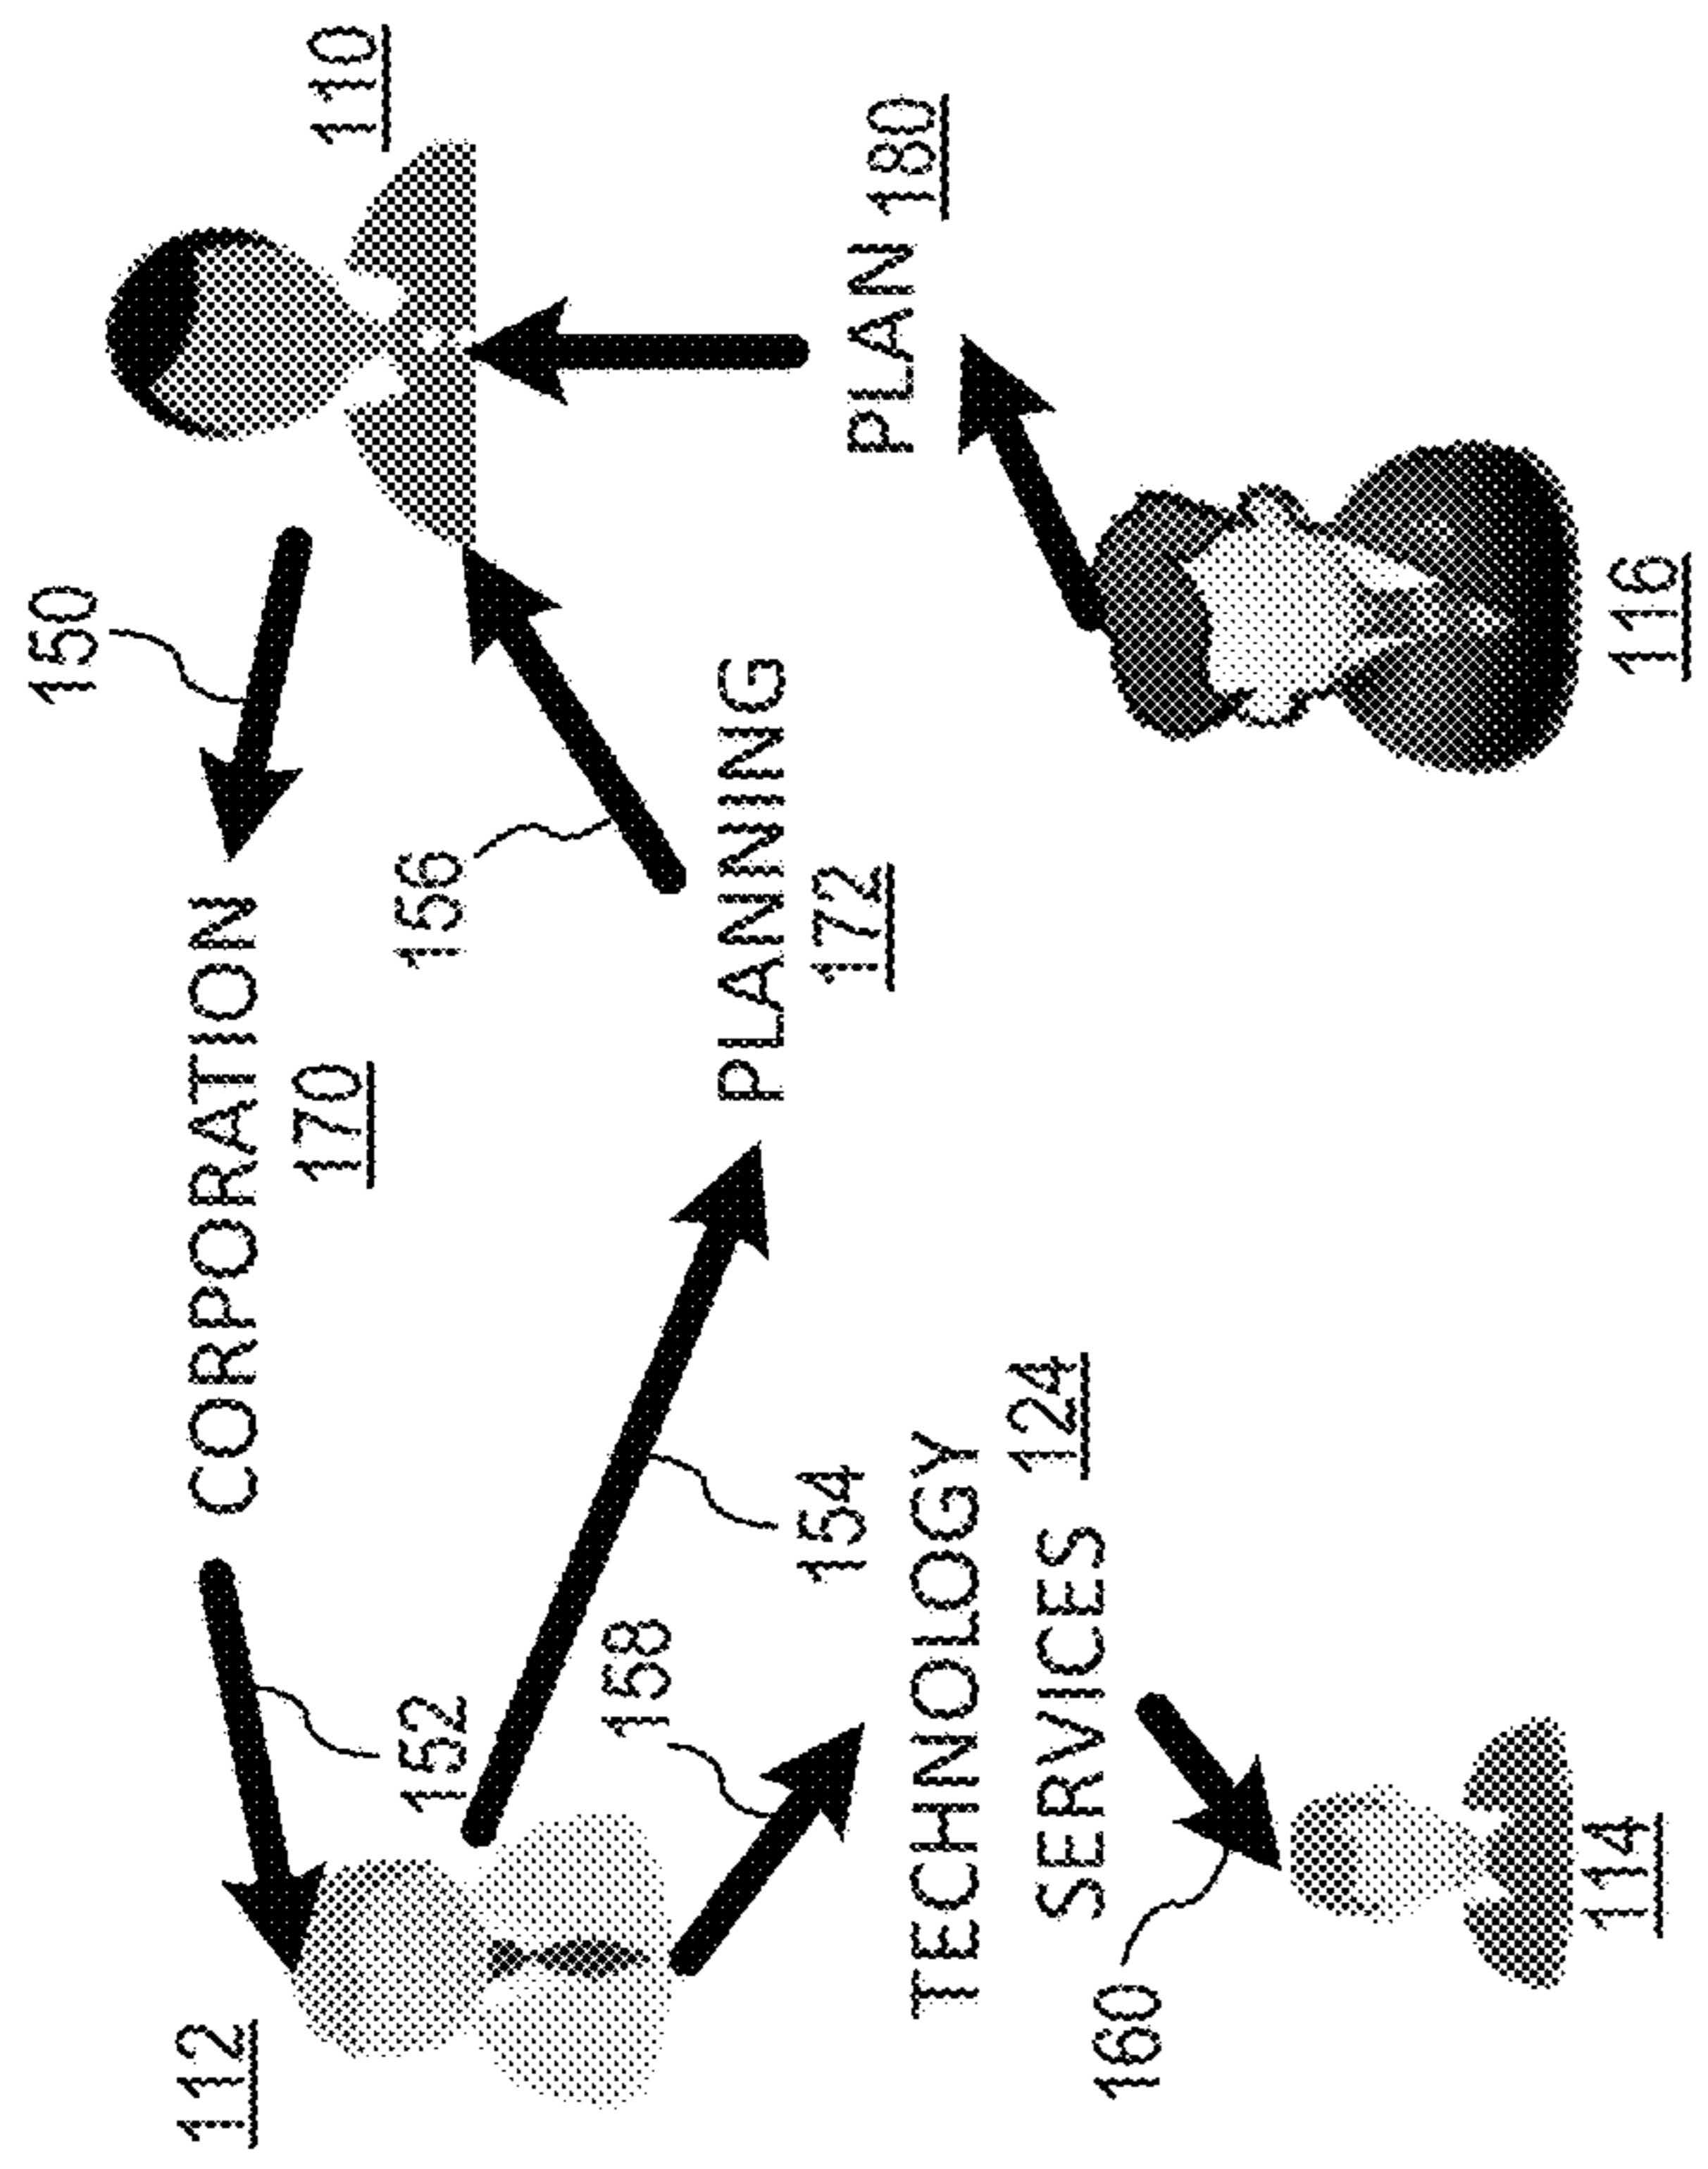 112
CORPORATION
170
150
110
152
158
154
156
PLANNING
172
TECHNOLOGY
SERVICES 124
PLAN 180
160
114
116